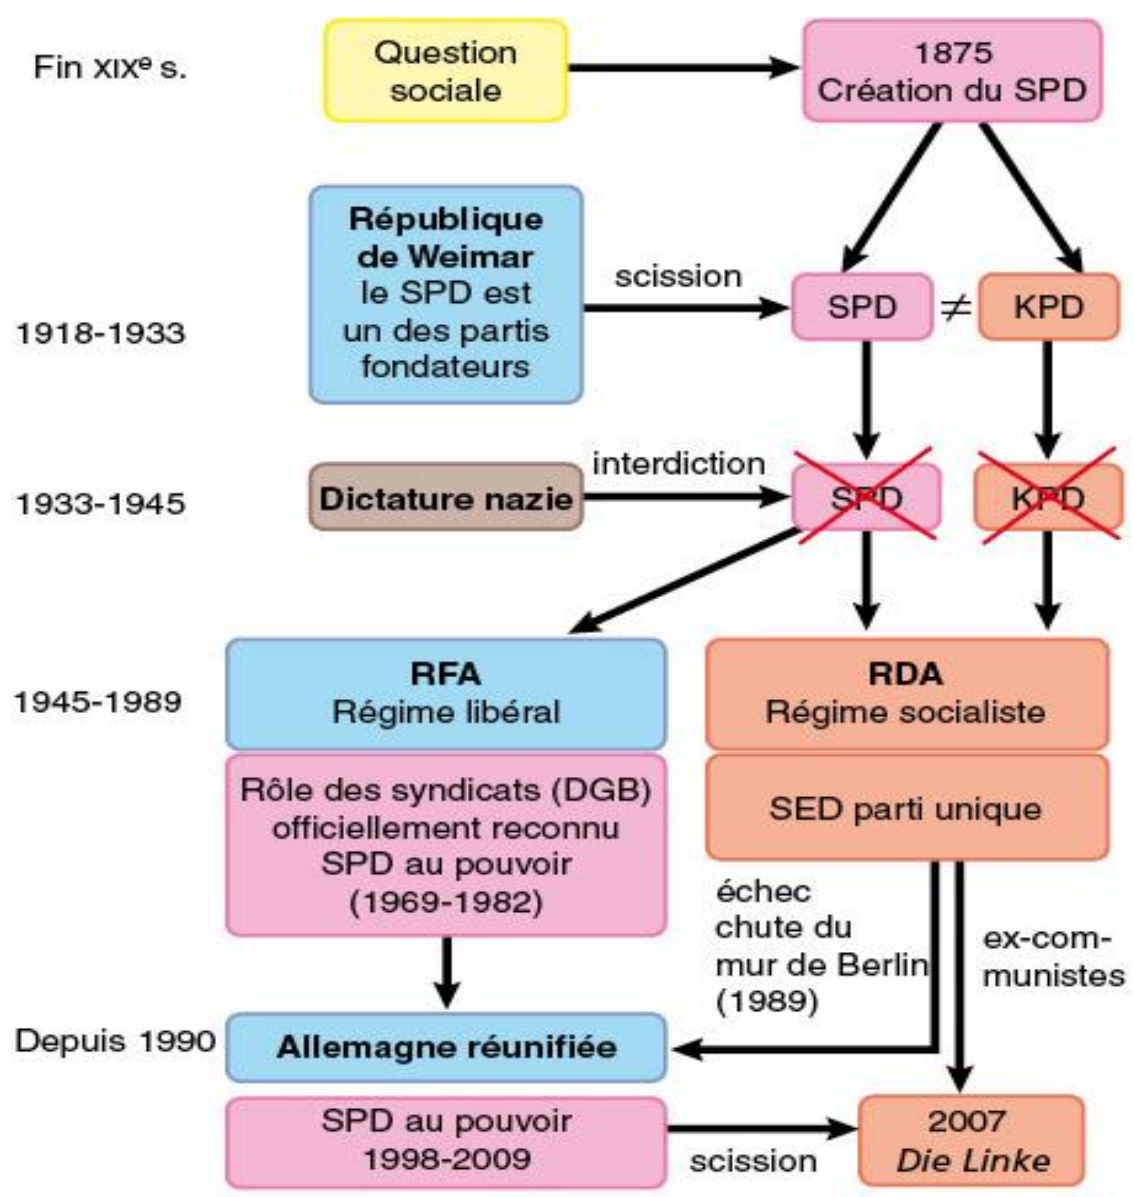 Fin XIXe s.
Question
sociale
1875
Création du SPD
République
de Weimar
le SPD est
un des partis
fondateurs
scission
SPD
≠
KPD
1918-1933
1933-1945
Dictature nazie
interdiction
SPD
KPD
1945-1989
RFA
Régime libéral
RDA
Régime socialiste
Rôle des syndicats (DGB)
officiellement reconnu
SPD au pouvoir
(1969-1982)
SED parti unique
échec
chute du
mur de Berlin
(1989)
ex-com-
munistes
Depuis 1990
Allemagne réunifiée
SPD au pouvoir
1998-2009
scission
2007
Die Linke